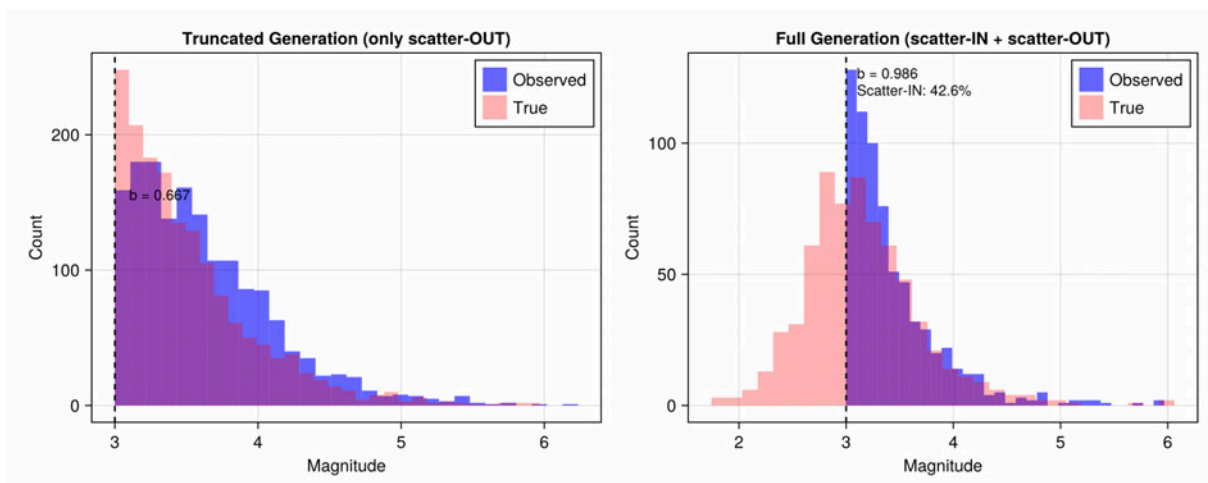 Truncated Generation (only scatter-OUT)
Observed
True
b = 0.667
200
100
0
Count
3
4
5
6
Magnitude
Full Generation (scatter-IN + scatter-OUT)
b = 0.986
Scatter-IN: 42.6%
Observed
True
100
50
0
Count
2
3
4
5
6
Magnitude